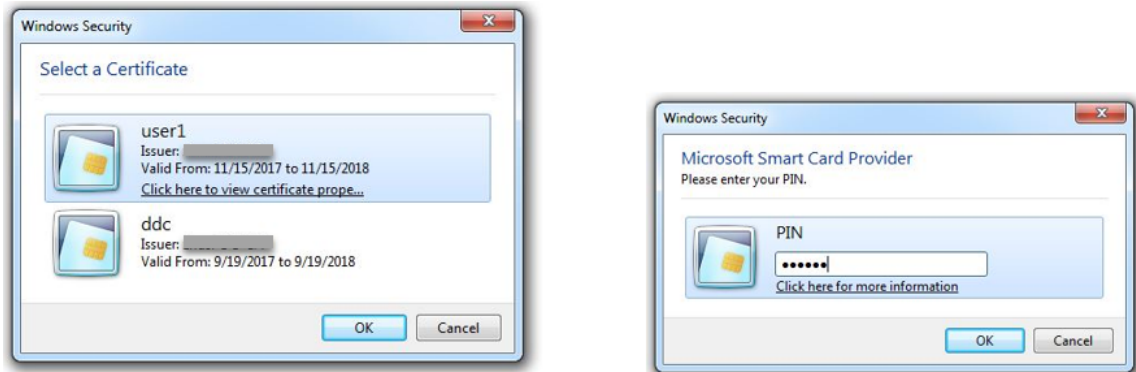 Windows Security
Select a Certificate
user1
Issuer:
Valid From: 11/15/2017 to 11/15/2018
Click here to view certificate prope...
ddc
Issuer:
Valid From: 9/19/2017 to 9/19/2018
OK
Cancel
Windows Security
Microsoft Smart Card Provider
Please enter your PIN.
PIN
••••••
Click here for more information
OK
Cancel